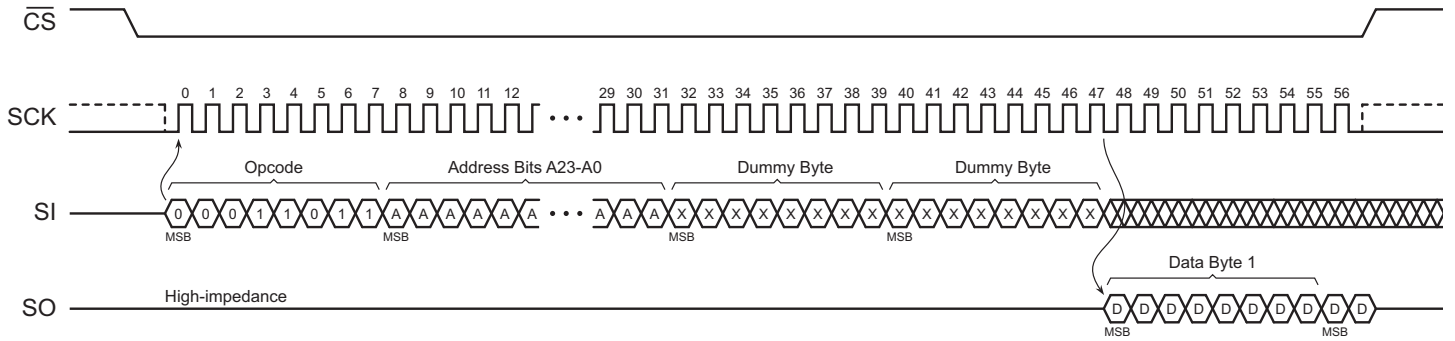 CS
0 1 2 3 4 5 6 7 8 9 10 11 12 29 30 31 32 33 34 35 36 37 38 39 40 41 42 43 44 45 46 47 48 49 50 51 52 53 54 55 56
SCK •••
Opcode Address Bits A23-A0 Dummy Byte Dummy Byte
SI 0 0 0 1 1 0 1 1 A A A A A A ••• A A A X X X X X X X X X X X X X X X X
MSB MSB MSB MSB
Data Byte 1
High-impedance
SO D D D D D D D D D D
MSB MSB